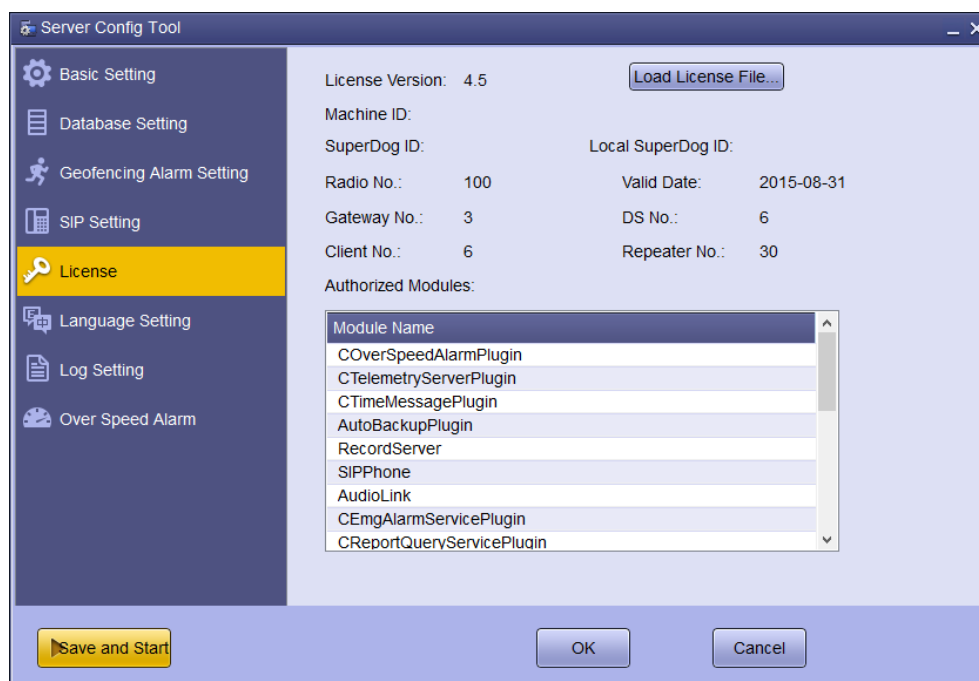 Server Config Tool
Basic Setting
Database Setting
Geofencing Alarm Setting
SIP Setting
License
Language Setting
Log Setting
Over Speed Alarm
License Version: 4.5 Load License File...
Machine ID:
SuperDog ID: Local SuperDog ID:
Radio No.: 100 Valid Date: 2015-08-31
Gateway No.: 3 DS No.: 6
Client No.: 6 Repeater No.: 30
Authorized Modules:
Module Name
COverSpeedAlarmPlugin
CTelemetryServerPlugin
CTimeMessagePlugin
AutoBackupPlugin
RecordServer
SIPPhone
AudioLink
CEmgAlarmServicePlugin
CReportQueryServicePlugin
Save and Start OK Cancel